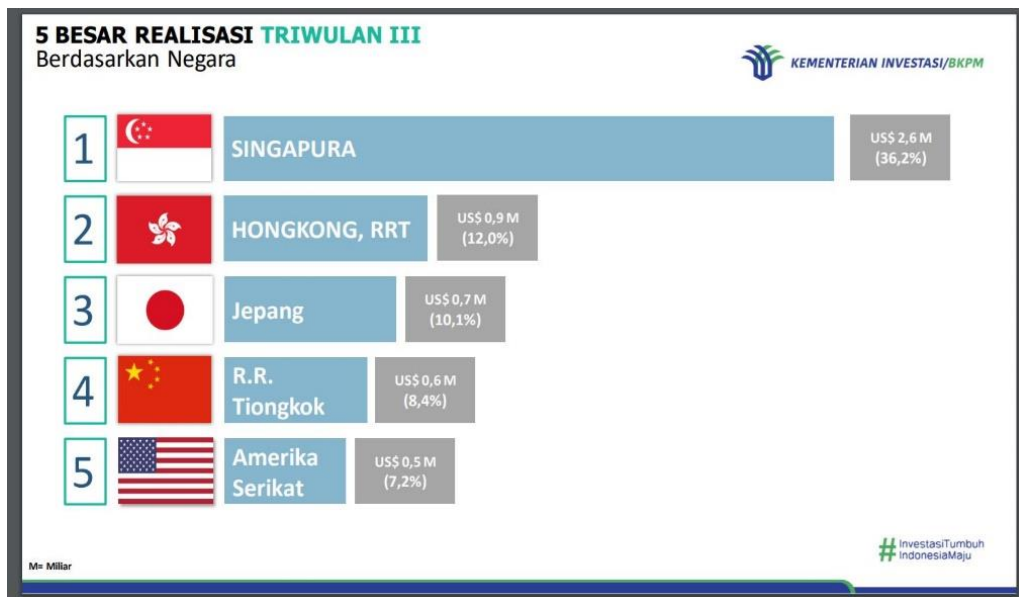 5 BESAR REALISASI TRIWULAN III
Berdasarkan Negara
KEMENTERIAN INVESTASI/BKPM
1
SINGAPURA
US$ 2,6 M
(36,2%)
2
HONGKONG, RRT
US$ 0,9 M
(12,0%)
3
Jepang
US$ 0,7 M
(10,1%)
4
R.R.
Tiongkok
US$ 0,6 M
(8,4%)
5
Amerika
Serikat
US$ 0,5 M
(7,2%)
M= Miliar
# InvestasiTumbuh
IndonesiaMaju